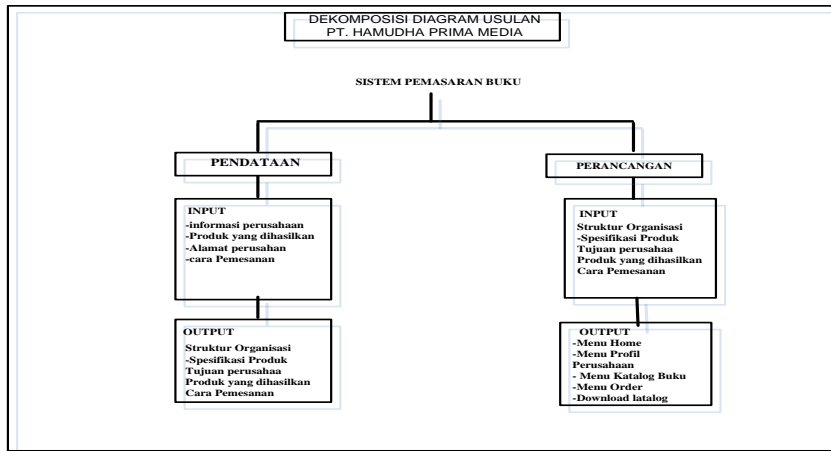 DEKOMPOSISI DIAGRAM USULAN
PT. HAMUDHA PRIMA MEDIA
SISTEM PEMASARAN BUKU
PENDATAAN
INPUT
-informasi perusahaan
-Produk yang dihasilkan
-Alamat perusahan
-cara Pemesanan
OUTPUT
Struktur Organisasi
-Spesifikasi Produk
Tujuan perusahaa
Produk yang dihasilkan
Cara Pemesanan
PERANCANGAN
INPUT
Struktur Organisasi
-Spesifikasi Produk
Tujuan perusahaa
Produk yang dihasilkan
Cara Pemesanan
OUTPUT
-Menu Home
-Menu Profil
Perusahaan
- Menu Katalog Buku
-Menu Order
-Download latalog